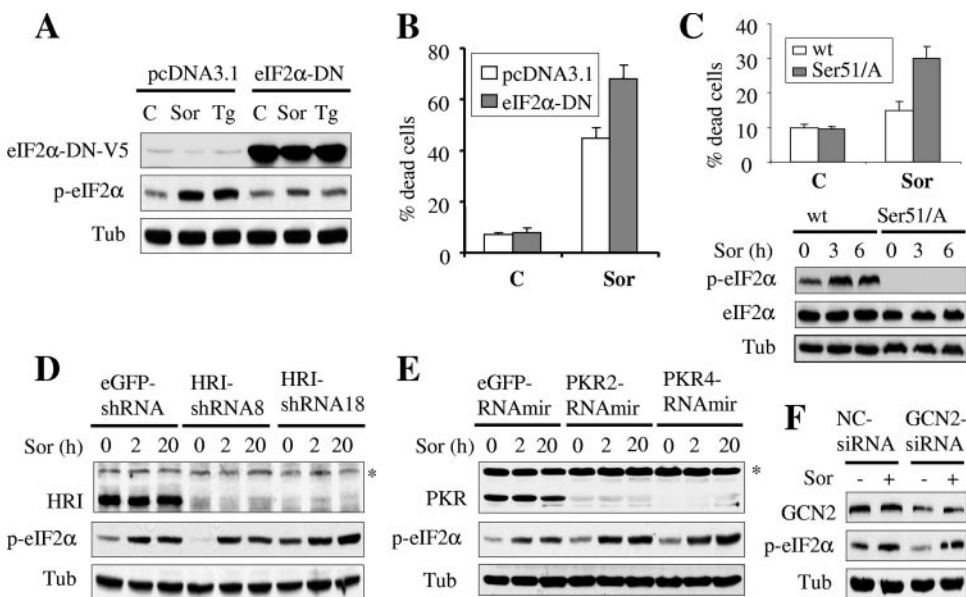 A
pcDNA3.1 eIF2α-DN
C Sor Tg C Sor Tg
eIF2α-DN-V5
p-eIF2α
Tub
B
% dead cells
80
60
40
20
0
pcDNA3.1
eIF2α-DN
C Sor
C
% dead cells
40
30
20
10
0
wt
Ser51/A
C Sor
wt Ser51/A
Sor (h) 0 3 6 0 3 6
p-eIF2α
eIF2α
Tub
D
eGFP-shRNA HRI-shRNA8 HRI-shRNA18
Sor (h) 0 2 20 0 2 20 0 2 20
*
HRI
p-eIF2α
Tub
E
eGFP-RNAmir PKR2-RNAmir PKR4-RNAmir
Sor (h) 0 2 20 0 2 20 0 2 20
*
PKR
p-eIF2α
Tub
F
NC-siRNA GCN2-siRNA
Sor - + - +
GCN2
p-eIF2α
Tub